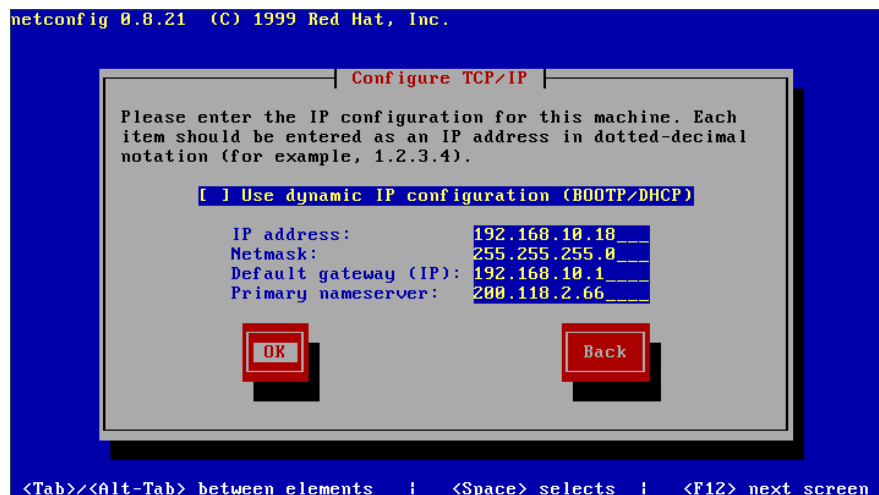 netconfig 0.8.21 (C) 1999 Red Hat, Inc.
Configure TCP/IP
Please enter the IP configuration for this machine. Each
item should be entered as an IP address in dotted-decimal
notation (for example, 1.2.3.4).
[ ] Use dynamic IP configuration (BOOTP/DHCP)
IP address: 192.168.10.18___
Netmask: 255.255.255.0___
Default gateway (IP): 192.168.10.1____
Primary nameserver: 200.118.2.66____
OK Back
<Tab>/<Alt-Tab> between elements | <Space> selects | <F12> next screen